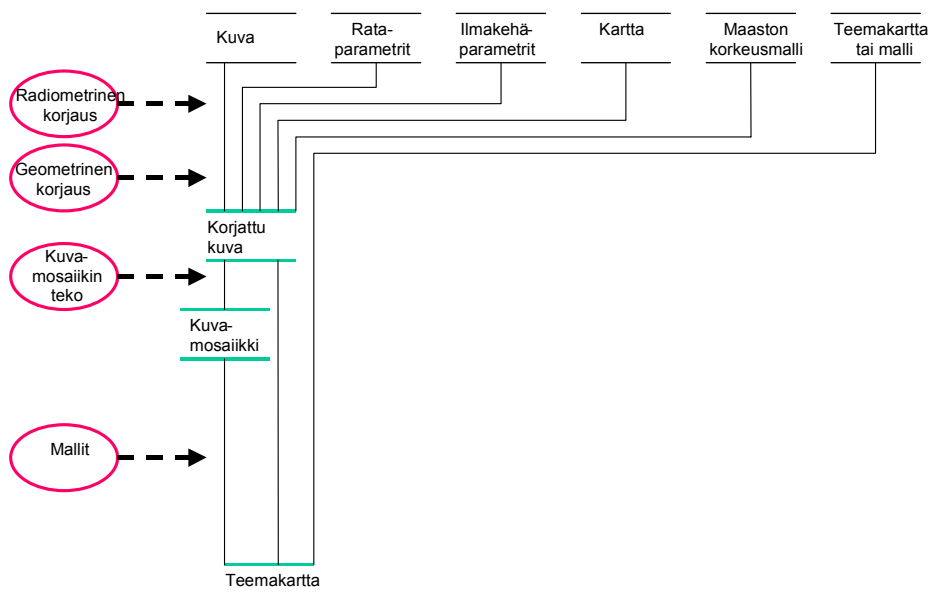 Kuva
Rata-
parametrit
Ilmakehä-
parametrit
Kartta
Maaston
korkeusmalli
Teemakartta
tai malli
Radiometrinen
korjaus
Geometrinen
korjaus
Korjattu
kuva
Kuva-
mosaiikin
teko
Kuva-
mosaiikki
Mallit
Teemakartta